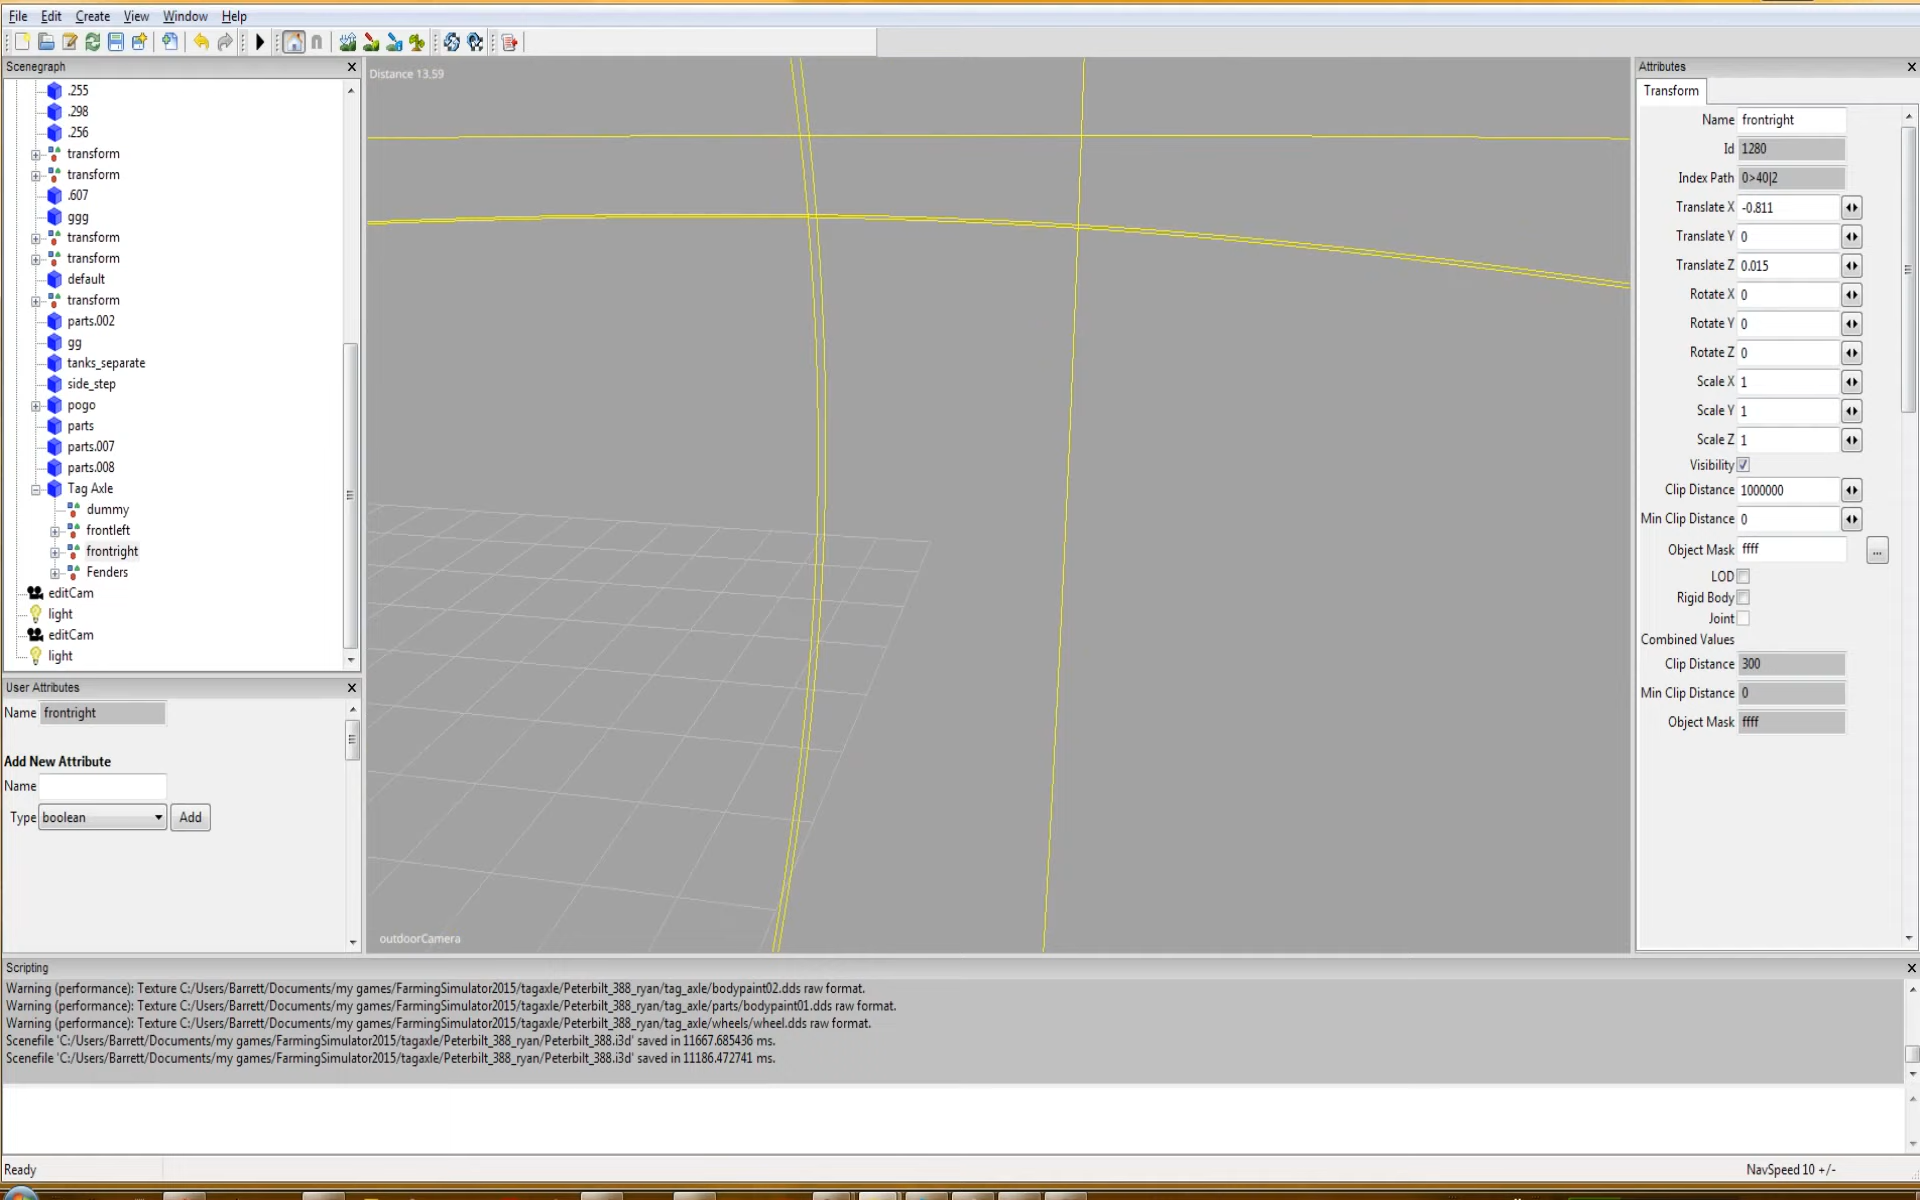 File Edit Create View Window Help
Scenegraph
.255
.298
.256
transform
transform
.607
ggg
transform
transform
default
transform
parts.002
gg
tanks_separate
side_step
pogo
parts
parts.007
parts.008
Tag Axle
dummy
frontleft
frontright
Fenders
editCam
light
editCam
light
User Attributes
Name frontright
Add New Attribute
Name
Type boolean Add
Distance 13.59
outdoorCamera
Attributes
Transform
Name frontright
Id 1280
Index Path 0>40|2
Translate X -0.811
Translate Y 0
Translate Z 0.015
Rotate X 0
Rotate Y 0
Rotate Z 0
Scale X 1
Scale Y 1
Scale Z 1
Visibility
Clip Distance 1000000
Min Clip Distance 0
Object Mask ffff ...
LOD
Rigid Body
Joint
Combined Values
Clip Distance 300
Min Clip Distance 0
Object Mask ffff
Scripting
Warning (performance): Texture C:/Users/Barrett/Documents/my games/FarmingSimulator2015/tagaxle/Peterbilt_388_ryan/tag_axle/bodypaint02.dds raw format.
Warning (performance): Texture C:/Users/Barrett/Documents/my games/FarmingSimulator2015/tagaxle/Peterbilt_388_ryan/tag_axle/parts/bodypaint01.dds raw format.
Warning (performance): Texture C:/Users/Barrett/Documents/my games/FarmingSimulator2015/tagaxle/Peterbilt_388_ryan/tag_axle/wheels/wheel.dds raw format.
Scenefile 'C:/Users/Barrett/Documents/my games/FarmingSimulator2015/tagaxle/Peterbilt_388_ryan/Peterbilt_388.i3d' saved in 11667.685436 ms.
Scenefile 'C:/Users/Barrett/Documents/my games/FarmingSimulator2015/tagaxle/Peterbilt_388_ryan/Peterbilt_388.i3d' saved in 11186.472741 ms.
Ready
NavSpeed 10 +/-